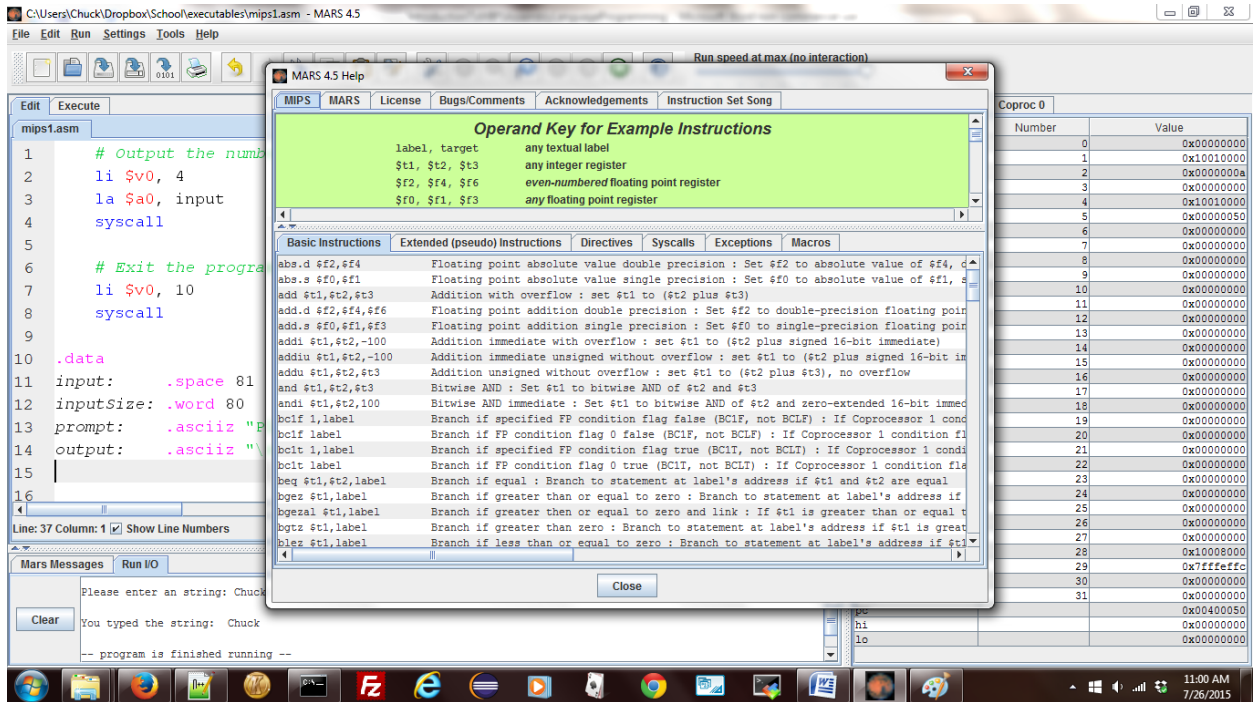 C:\Users\Chuck\Dropbox\School\executables\mips1.asm - MARS 4.5
File Edit Run Settings Tools Help
Run speed at max (no interaction)
Edit Execute
mips1.asm
1 # Output the numb
2 li $v0, 4
3 la $a0, input
4 syscall
5
6 # Exit the progra
7 li $v0, 10
8 syscall
9
10 .data
11 input: .space 81
12 inputSize: .word 80
13 prompt: .asciiz "P
14 output: .asciiz "\
15
16
Line: 37 Column: 1 Show Line Numbers
Mars Messages Run I/O
Clear
Please enter an string: Chuck
You typed the string: Chuck
-- program is finished running --
MARS 4.5 Help
MIPS MARS License Bugs/Comments Acknowledgements Instruction Set Song
Operand Key for Example Instructions
label, target any textual label
$t1, $t2, $t3 any integer register
$f2, $f4, $f6 even-numbered floating point register
$f0, $f1, $f3 any floating point register
Basic Instructions Extended (pseudo) Instructions Directives Syscalls Exceptions Macros
abs.d $f2,$f4 Floating point absolute value double precision : Set $f2 to absolute value of $f4, d
abs.s $f0,$f1 Floating point absolute value single precision : Set $f0 to absolute value of $f1, s
add $t1,$t2,$t3 Addition with overflow : set $t1 to ($t2 plus $t3)
add.d $f2,$f4,$f6 Floating point addition double precision : Set $f2 to double-precision floating poin
add.s $f0,$f1,$f3 Floating point addition single precision : Set $f0 to single-precision floating poin
addi $t1,$t2,-100 Addition immediate with overflow : set $t1 to ($t2 plus signed 16-bit immediate)
addiu $t1,$t2,-100 Addition immediate unsigned without overflow : set $t1 to ($t2 plus signed 16-bit im
addu $t1,$t2,$t3 Addition unsigned without overflow : set $t1 to ($t2 plus $t3), no overflow
and $t1,$t2,$t3 Bitwise AND : Set $t1 to bitwise AND of $t2 and $t3
andi $t1,$t2,100 Bitwise AND immediate : Set $t1 to bitwise AND of $t2 and zero-extended 16-bit immed
bc1f 1,label Branch if specified FP condition flag false (BC1F, not BCLF) : If Coprocessor 1 cond
bc1f label Branch if FP condition flag 0 false (BC1F, not BCLF) : If Coprocessor 1 condition fl
bc1t 1,label Branch if specified FP condition flag true (BC1T, not BCLT) : If Coprocessor 1 condi
bc1t label Branch if FP condition flag 0 true (BC1T, not BCLT) : If Coprocessor 1 condition fla
beq $t1,$t2,label Branch if equal : Branch to statement at label's address if $t1 and $t2 are equal
bgez $t1,label Branch if greater than or equal to zero : Branch to statement at label's address if
bgezal $t1,label Branch if greater then or equal to zero and link : If $t1 is greater than or equal t
bgtz $t1,label Branch if greater than zero : Branch to statement at label's address if $t1 is great
blez $t1,label Branch if less than or equal to zero : Branch to statement at label's address if $t1
Close
Coproc 0
Number Value
0 0x00000000
1 0x10010000
2 0x0000000a
3 0x00000000
4 0x10010000
5 0x00000050
6 0x00000000
7 0x00000000
8 0x00000000
9 0x00000000
10 0x00000000
11 0x00000000
12 0x00000000
13 0x00000000
14 0x00000000
15 0x00000000
16 0x00000000
17 0x00000000
18 0x00000000
19 0x00000000
20 0x00000000
21 0x00000000
22 0x00000000
23 0x00000000
24 0x00000000
25 0x00000000
26 0x00000000
27 0x00000000
28 0x10008000
29 0x7fffeffc
30 0x00000000
31 0x00000000
pc 0x00400050
hi 0x00000000
lo 0x00000000
11:00 AM
7/26/2015